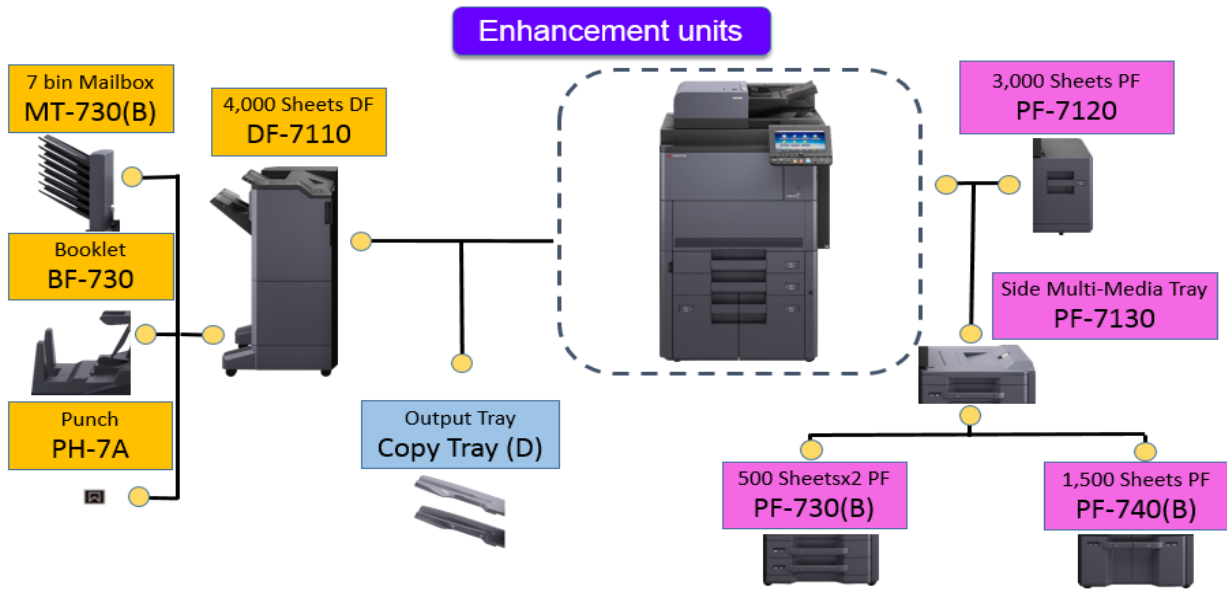 Enhancement units
7 bin Mailbox
MT-730(B)
4,000 Sheets DF
DF-7110
3,000 Sheets PF
PF-7120
Booklet
BF-730
Side Multi-Media Tray
PF-7130
Punch
PH-7A
Output Tray
Copy Tray (D)
500 Sheetsx2 PF
PF-730(B)
1,500 Sheets PF
PF-740(B)